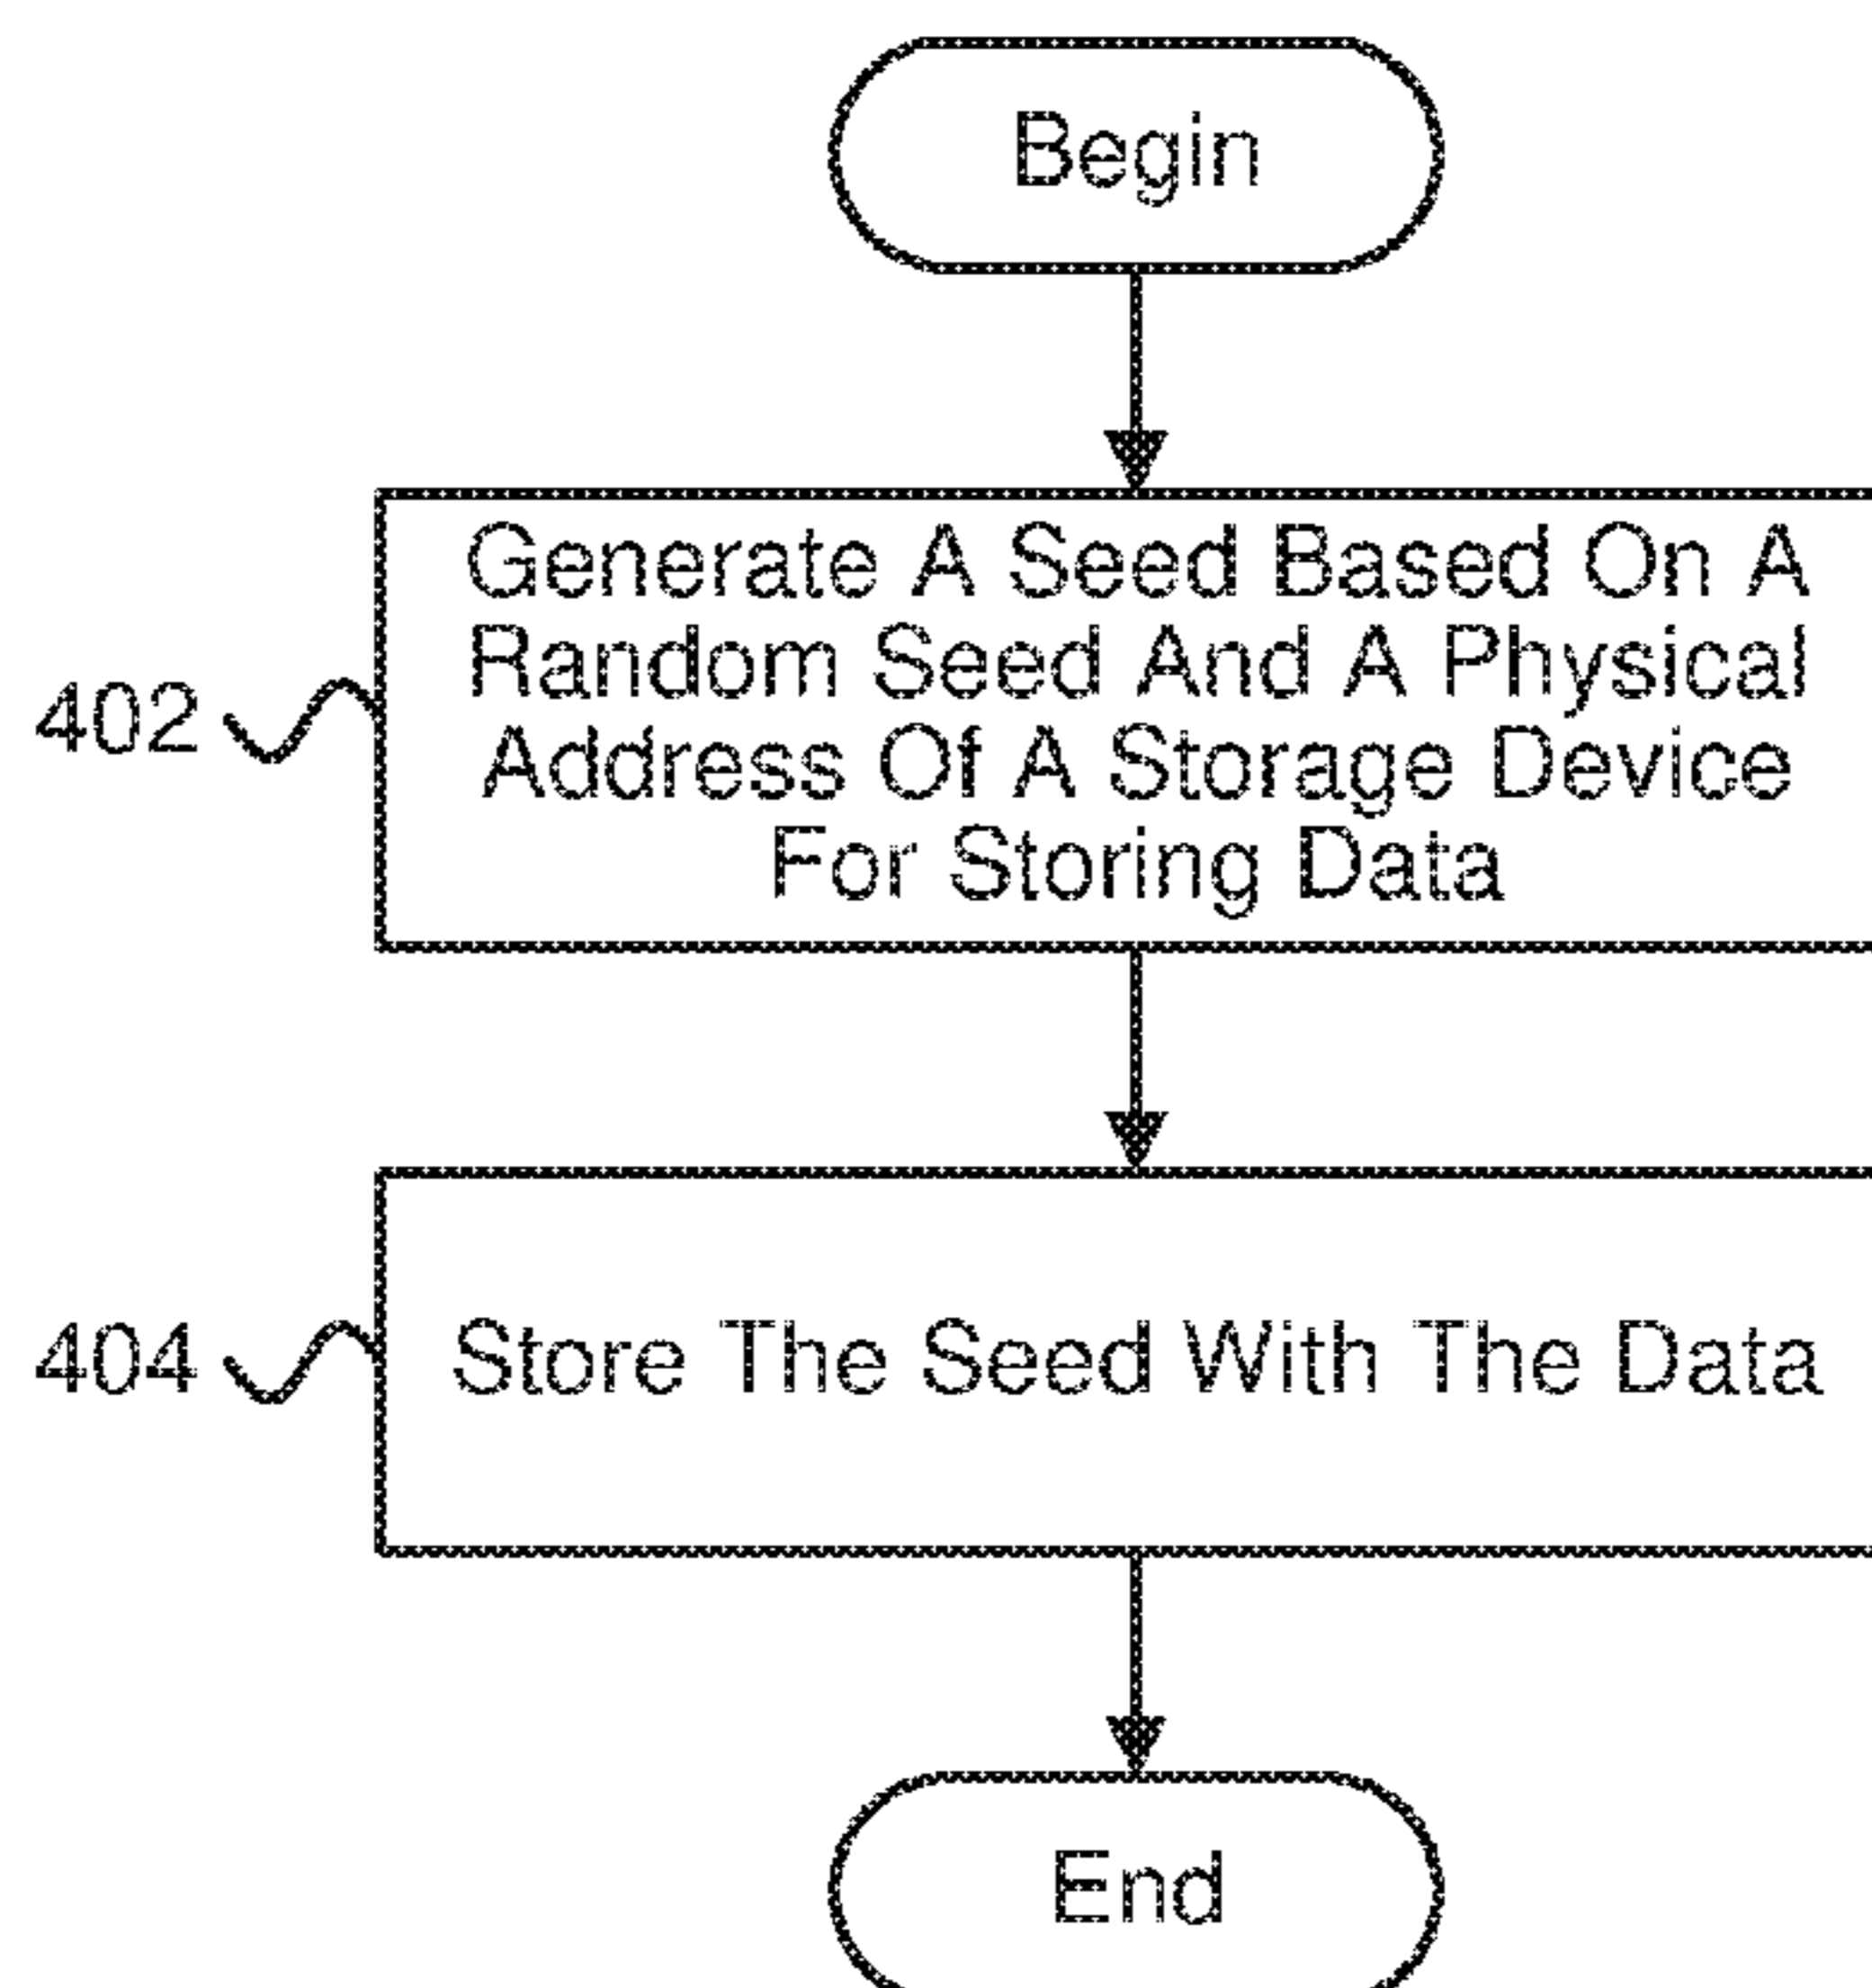 Begin
Generate A Seed Based On A
Random Seed And A Physical
Address Of A Storage Device
For Storing Data
402
Store The Seed With The Data
404
End